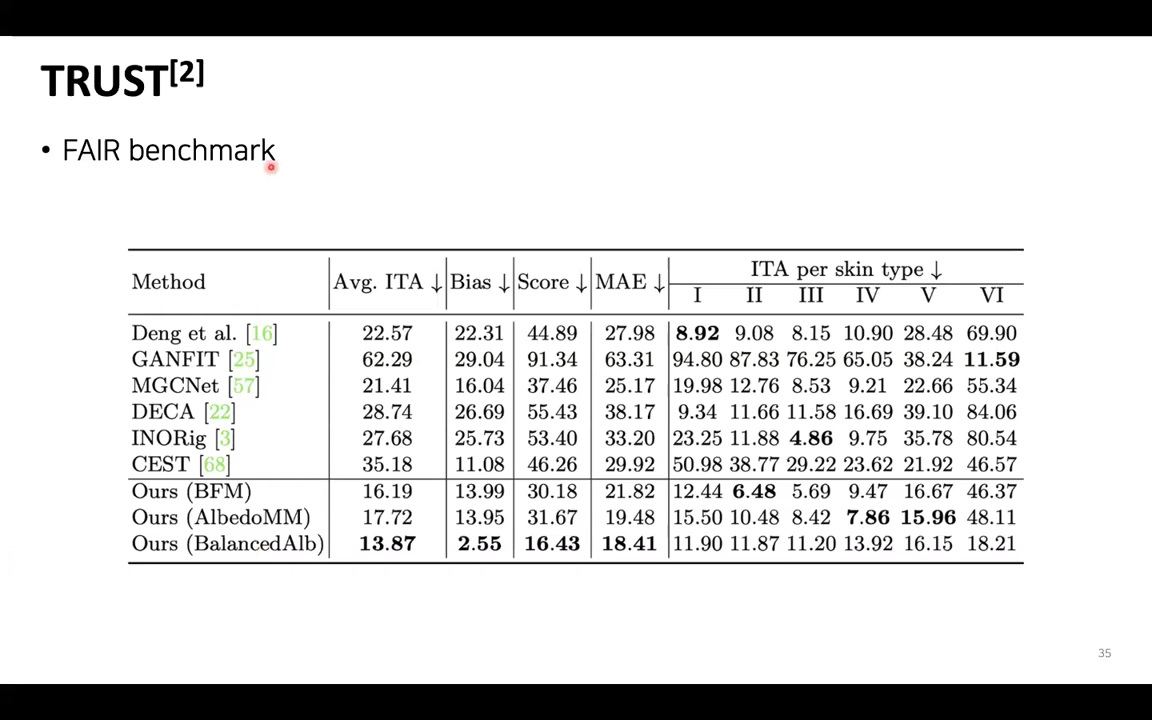 TRUST[2]
• FAIR benchmark
Method Avg. ITA ↓ Bias ↓ Score ↓ MAE ↓ ITA per skin type ↓
I II III IV V VI
Deng et al. [16] 22.57 22.31 44.89 27.98 8.92 9.08 8.15 10.90 28.48 69.90
GANFIT [25] 62.29 29.04 91.34 63.31 94.80 87.83 76.25 65.05 38.24 11.59
MGCNet [57] 21.41 16.04 37.46 25.17 19.98 12.76 8.53 9.21 22.66 55.34
DECA [22] 28.74 26.69 55.43 38.17 9.34 11.66 11.58 16.69 39.10 84.06
INORig [3] 27.68 25.73 53.40 33.20 23.25 11.88 4.86 9.75 35.78 80.54
CEST [68] 35.18 11.08 46.26 29.92 50.98 38.77 29.22 23.62 21.92 46.57
Ours (BFM) 16.19 13.99 30.18 21.82 12.44 6.48 5.69 9.47 16.67 46.37
Ours (AlbedoMM) 17.72 13.95 31.67 19.48 15.50 10.48 8.42 7.86 15.96 48.11
Ours (BalancedAlb) 13.87 2.55 16.43 18.41 11.90 11.87 11.20 13.92 16.15 18.21
35